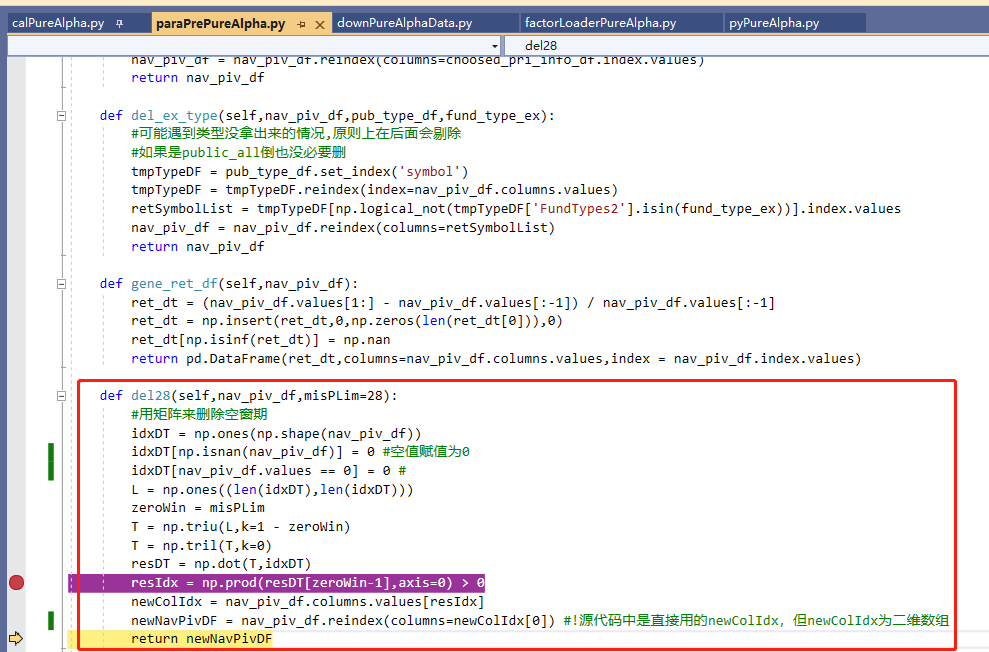 calPureAlpha.py
paraPrePureAlpha.py
downPureAlphaData.py
factorLoaderPureAlpha.py
pyPureAlpha.py
del28
nav_piv_df = nav_piv_df.reindex(columns=choosed_pri_info_df.index.values)
return nav_piv_df
def del_ex_type(self,nav_piv_df,pub_type_df,fund_type_ex):
#可能遇到类型没拿出来的情况,原则上在后面会剔除
#如果是public_all倒也没必要删
tmpTypeDF = pub_type_df.set_index('symbol')
tmpTypeDF = tmpTypeDF.reindex(index=nav_piv_df.columns.values)
retSymbolList = tmpTypeDF[np.logical_not(tmpTypeDF['FundTypes2'].isin(fund_type_ex))].index.values
nav_piv_df = nav_piv_df.reindex(columns=retSymbolList)
return nav_piv_df
def gene_ret_df(self,nav_piv_df):
ret_dt = (nav_piv_df.values[1:] - nav_piv_df.values[:-1]) / nav_piv_df.values[:-1]
ret_dt = np.insert(ret_dt,0,np.zeros(len(ret_dt[0])),0)
ret_dt[np.isinf(ret_dt)] = np.nan
return pd.DataFrame(ret_dt,columns=nav_piv_df.columns.values,index = nav_piv_df.index.values)
def del28(self,nav_piv_df,misPLim=28):
#用矩阵来删除空窗期
idxDT = np.ones(np.shape(nav_piv_df))
idxDT[np.isnan(nav_piv_df)] = 0 #空值赋值为0
idxDT[nav_piv_df.values == 0] = 0 #
L = np.ones((len(idxDT),len(idxDT)))
zeroWin = misPLim
T = np.triu(L,k=1 - zeroWin)
T = np.tril(T,k=0)
resDT = np.dot(T,idxDT)
resIdx = np.prod(resDT[zeroWin-1],axis=0) > 0
newColIdx = nav_piv_df.columns.values[resIdx]
newNavPivDF = nav_piv_df.reindex(columns=newColIdx[0]) #!源代码中是直接用的newColIdx，但newColIdx为二维数组
return newNavPivDF